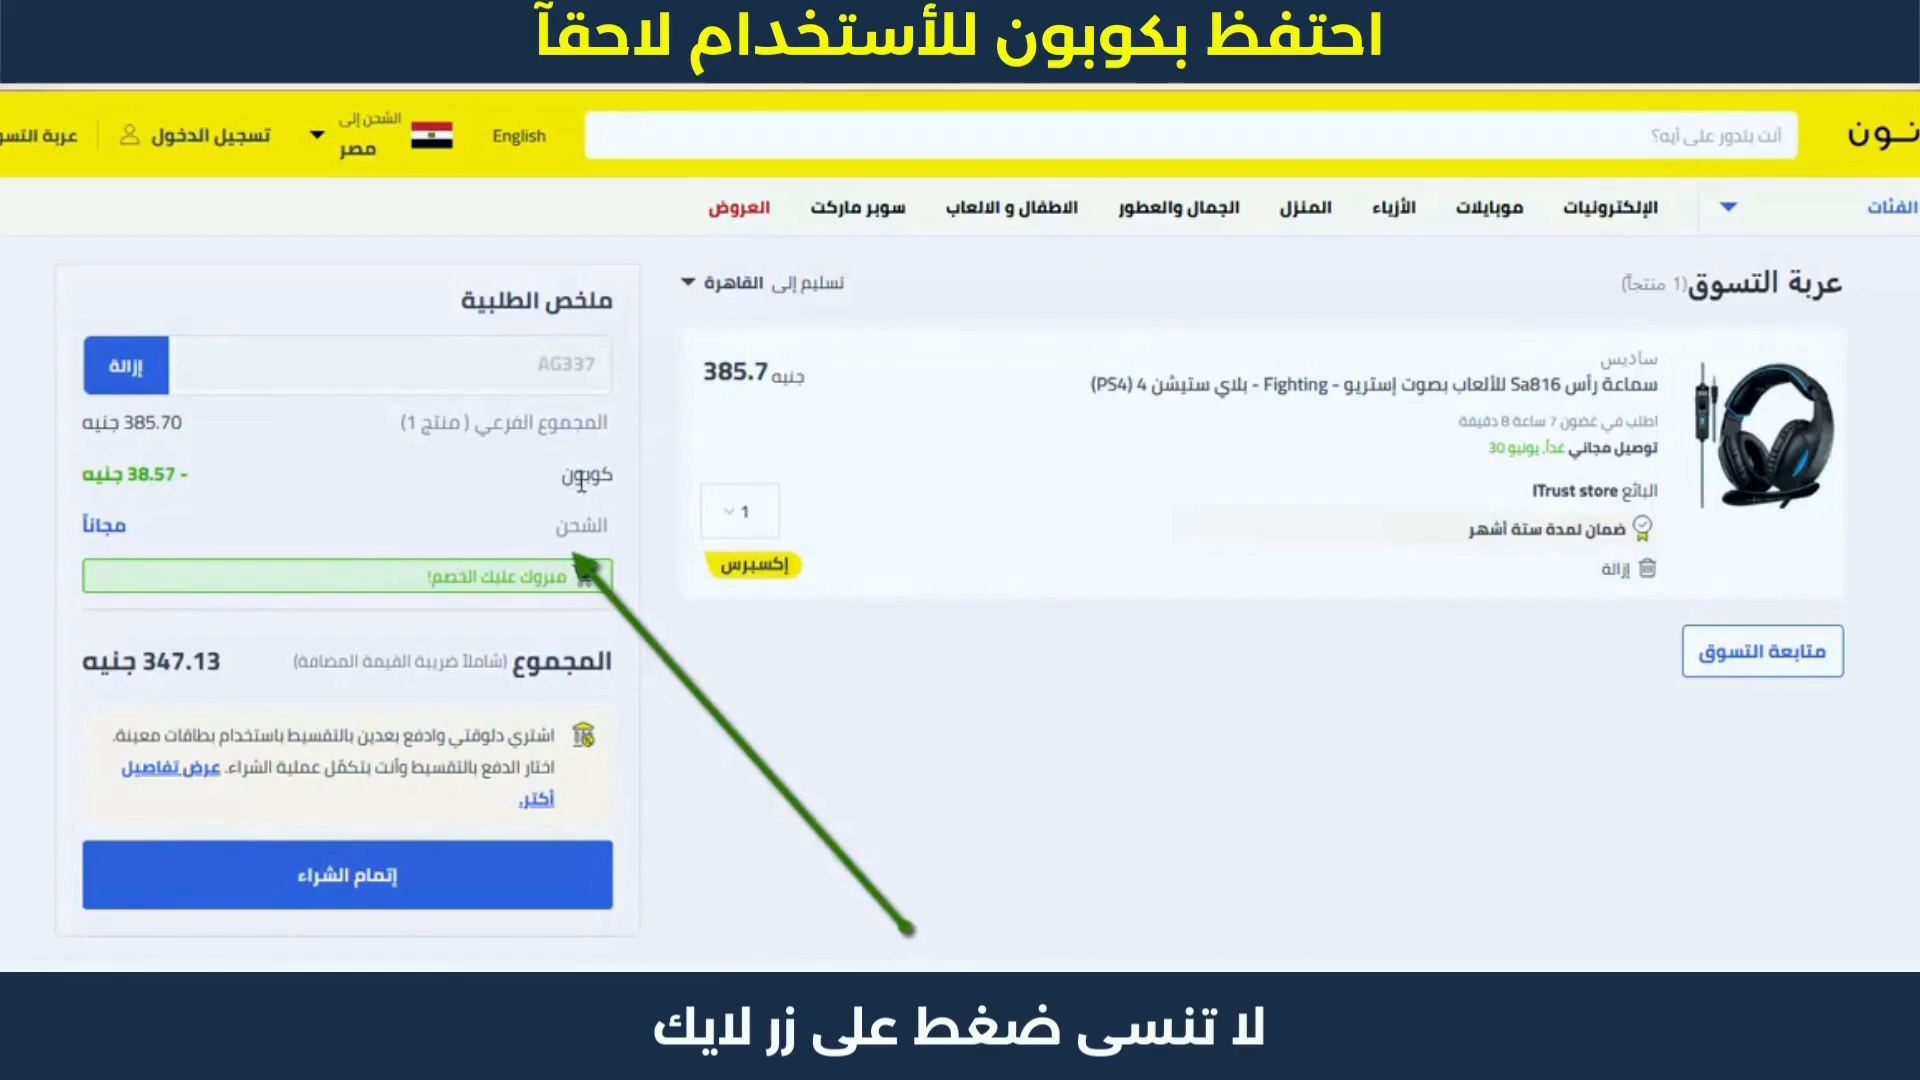 احتفظ بكوبون للأستخدام لاحقآ
نون
أنت بتدور على أيه؟
English
الشحن إلى
مصر
تسجيل الدخول
عربة التسو
الفئات
الإلكترونيات
موبايلات
الأزياء
المنزل
الجمال والعطور
الاطفال و الالعاب
سوبر ماركت
العروض
عربة التسوق (1 منتجاً)
تسليم إلى القاهرة
ساديس
سماعة رأس Sa816 للألعاب بصوت إستريو - Fighting - بلاي ستيشن 4 (PS4)
جنيه 385.7
اطلب في غضون 7 ساعة 8 دقيقة
توصيل مجاني غداً, يونيو 30
البائع ITrust store
ضمان لمدة ستة أشهر
إزالة
1
إكسبرس
متابعة التسوق
ملخص الطلبية
AG337
إزالة
المجموع الفرعي ( منتج 1)
385.70 جنيه
كوبون
- 38.57 جنيه
الشحن
مجاناً
مبروك عليك الخصم!
المجموع (شاملاً ضريبة القيمة المضافة)
347.13 جنيه
اشتري دلوقتي وادفع بعدين بالتقسيط باستخدام بطاقات معينة.
اختار الدفع بالتقسيط وأنت بتكمّل عملية الشراء. عرض تفاصيل
أكتر.
إتمام الشراء
لا تنسى ضغط على زر لايك